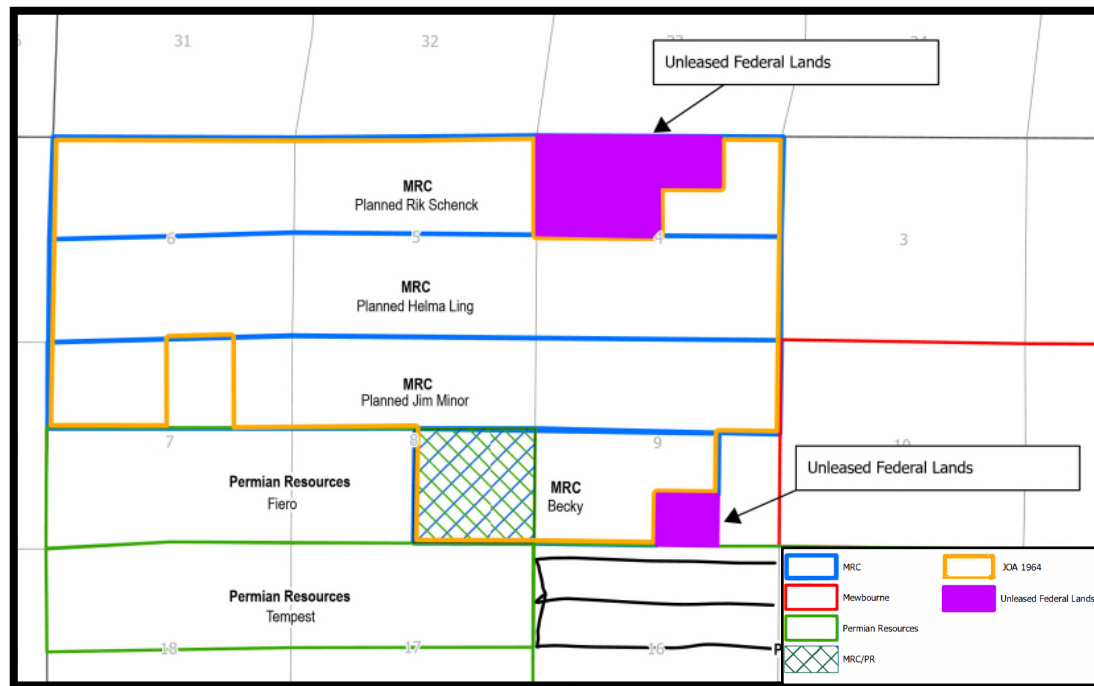 31
32
33
34
Unleased Federal Lands
MRC
Planned Rik Schenck
6
5
4
3
MRC
Planned Helma Ling
MRC
Planned Jim Minor
7
8
9
10
Unleased Federal Lands
Permian Resources
Fiero
MRC
Becky
Permian Resources
Tempest
18
17
16
P
MRC
JOA 1964
Mewbourne
Unleased Federal Lands
Permian Resources
MRC/PR